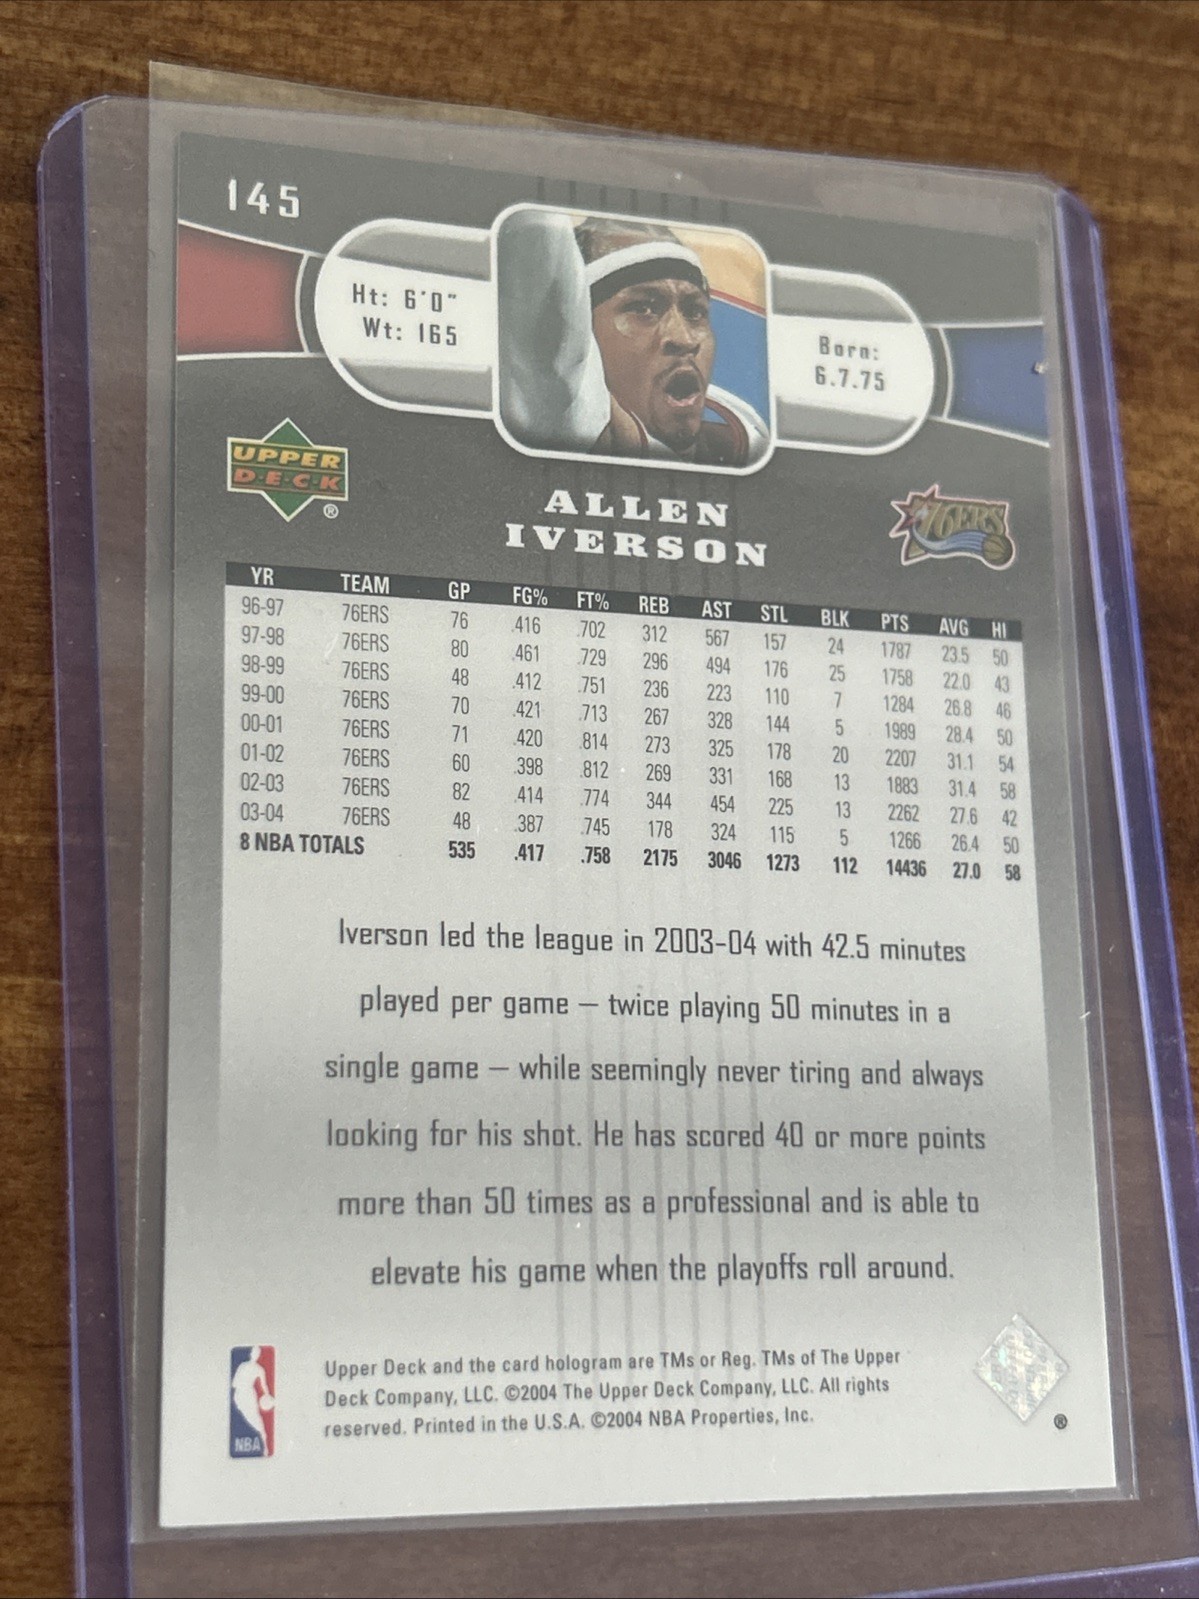 145
Ht: 6'0"
Wt: 165
Born:
6.7.75
UPPER
D·E·C·K
®
ALLEN
IVERSON
76ERS
YR TEAM GP FG% FT% REB AST STL BLK PTS AVG HI
96-97 76ERS 76 .416 .702 312 567 157 24 1787 23.5 50
97-98 76ERS 80 .461 .729 296 494 176 25 1758 22.0 43
98-99 76ERS 48 .412 .751 236 223 110 7 1284 26.8 46
99-00 76ERS 70 .421 .713 267 328 144 5 1989 28.4 50
00-01 76ERS 71 .420 .814 273 325 178 20 2207 31.1 54
01-02 76ERS 60 .398 .812 269 331 168 13 1883 31.4 58
02-03 76ERS 82 .414 .774 344 454 225 13 2262 27.6 42
03-04 76ERS 48 .387 .745 178 324 115 5 1266 26.4 50
8 NBA TOTALS 535 .417 .758 2175 3046 1273 112 14436 27.0 58
Iverson led the league in 2003-04 with 42.5 minutes
played per game — twice playing 50 minutes in a
single game — while seemingly never tiring and always
looking for his shot. He has scored 40 or more points
more than 50 times as a professional and is able to
elevate his game when the playoffs roll around.
NBA
Upper Deck and the card hologram are TMs or Reg. TMs of The Upper
Deck Company, LLC. ©2004 The Upper Deck Company, LLC. All rights
reserved. Printed in the U.S.A. ©2004 NBA Properties, Inc.
®